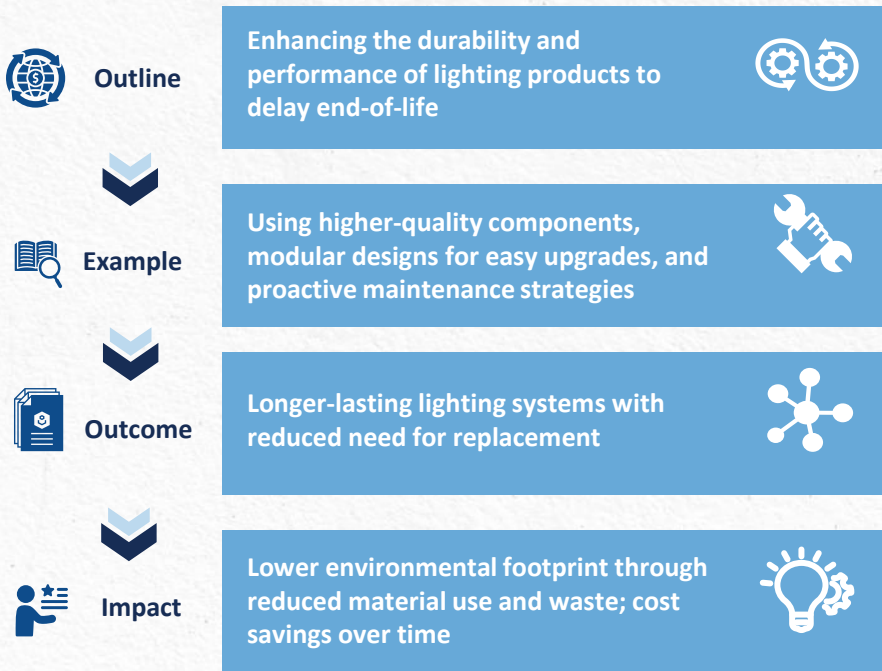 Outline
Enhancing the durability and
performance of lighting products to
delay end-of-life
Example
Using higher-quality components,
modular designs for easy upgrades, and
proactive maintenance strategies
Outcome
Longer-lasting lighting systems with
reduced need for replacement
Impact
Lower environmental footprint through
reduced material use and waste; cost
savings over time